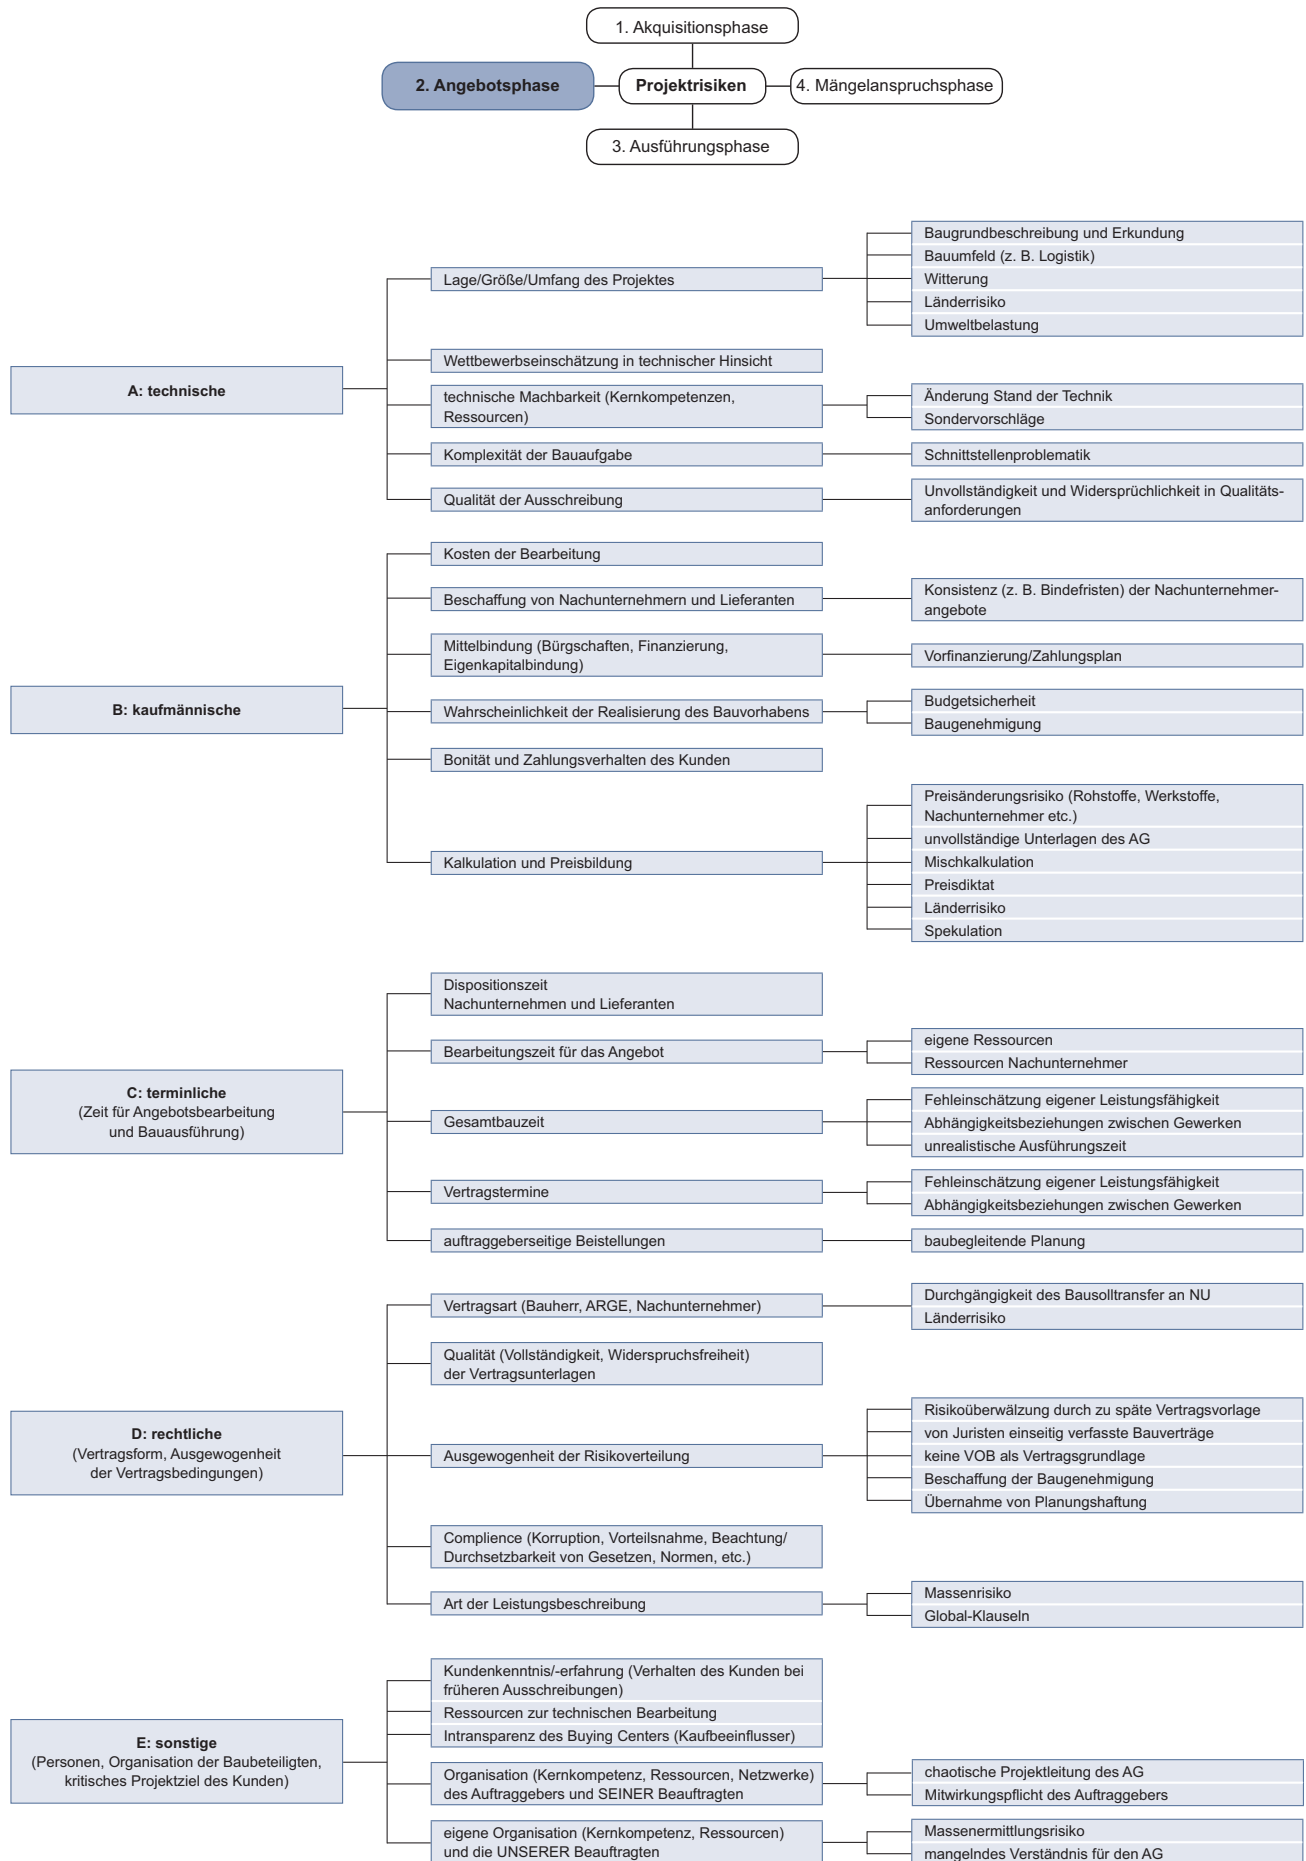 1. Akquisitionsphase
2. Angebotsphase
Projektrisiken
4. Mängelanspruchsphase
3. Ausführungsphase
A: technische
Lage/Größe/Umfang des Projektes
Baugrundbeschreibung und Erkundung
Bauumfeld (z. B. Logistik)
Witterung
Länderrisiko
Umweltbelastung
Wettbewerbseinschätzung in technischer Hinsicht
technische Machbarkeit (Kernkompetenzen,
Ressourcen)
Änderung Stand der Technik
Sondervorschläge
Komplexität der Bauaufgabe
Schnittstellenproblematik
Qualität der Ausschreibung
Unvollständigkeit und Widersprüchlichkeit in Qualitäts-
anforderungen
B: kaufmännische
Kosten der Bearbeitung
Beschaffung von Nachunternehmern und Lieferanten
Konsistenz (z. B. Bindefristen) der Nachunternehmer-
angebote
Mittelbindung (Bürgschaften, Finanzierung,
Eigenkapitalbindung)
Vorfinanzierung/Zahlungsplan
Wahrscheinlichkeit der Realisierung des Bauvorhabens
Budgetsicherheit
Baugenehmigung
Bonität und Zahlungsverhalten des Kunden
Kalkulation und Preisbildung
Preisänderungsrisiko (Rohstoffe, Werkstoffe,
Nachunternehmer etc.)
unvollständige Unterlagen des AG
Mischkalkulation
Preisdiktat
Länderrisiko
Spekulation
C: terminliche
(Zeit für Angebotsbearbeitung
und Bauausführung)
Dispositionszeit
Nachunternehmen und Lieferanten
Bearbeitungszeit für das Angebot
eigene Ressourcen
Ressourcen Nachunternehmer
Gesamtbauzeit
Fehleinschätzung eigener Leistungsfähigkeit
Abhängigkeitsbeziehungen zwischen Gewerken
unrealistische Ausführungszeit
Vertragstermine
Fehleinschätzung eigener Leistungsfähigkeit
Abhängigkeitsbeziehungen zwischen Gewerken
auftraggeberseitige Beistellungen
baubegleitende Planung
D: rechtliche
(Vertragsform, Ausgewogenheit
der Vertragsbedingungen)
Vertragsart (Bauherr, ARGE, Nachunternehmer)
Durchgängigkeit des Bausolltransfer an NU
Länderrisiko
Qualität (Vollständigkeit, Widerspruchsfreiheit)
der Vertragsunterlagen
Ausgewogenheit der Risikoverteilung
Risikoüberwälzung durch zu späte Vertragsvorlage
von Juristen einseitig verfasste Bauverträge
keine VOB als Vertragsgrundlage
Beschaffung der Baugenehmigung
Übernahme von Planungshaftung
Complience (Korruption, Vorteilsnahme, Beachtung/
Durchsetzbarkeit von Gesetzen, Normen, etc.)
Art der Leistungsbeschreibung
Massenrisiko
Global-Klauseln
E: sonstige
(Personen, Organisation der Baubeteiligten,
kritisches Projektziel des Kunden)
Kundenkenntnis/-erfahrung (Verhalten des Kunden bei
früheren Ausschreibungen)
Ressourcen zur technischen Bearbeitung
Intransparenz des Buying Centers (Kaufbeeinflusser)
Organisation (Kernkompetenz, Ressourcen, Netzwerke)
des Auftraggebers und SEINER Beauftragten
chaotische Projektleitung des AG
Mitwirkungspflicht des Auftraggebers
eigene Organisation (Kernkompetenz, Ressourcen)
und die UNSERER Beauftragten
Massenermittlungsrisiko
mangelndes Verständnis für den AG